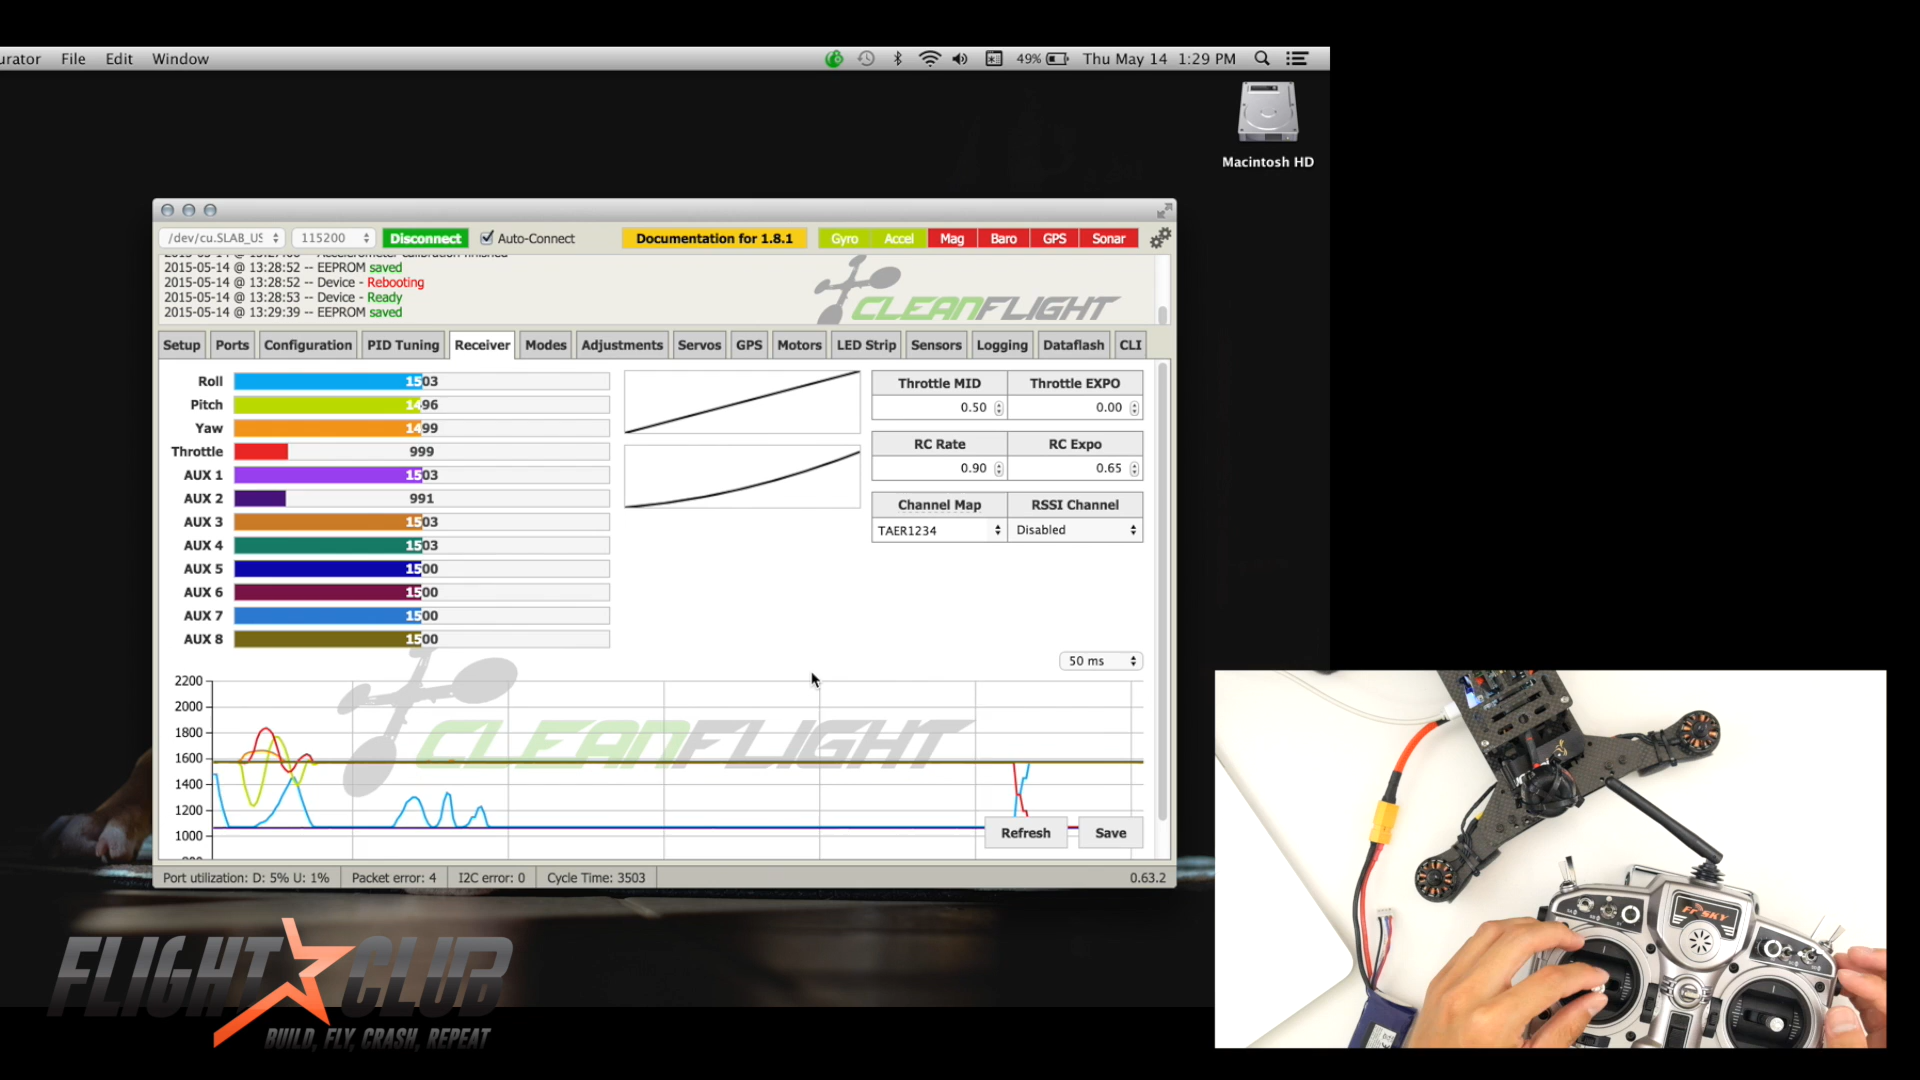 urator File Edit Window 49% Thu May 14 1:29 PM
Macintosh HD
/dev/cu.SLAB_US 115200 Disconnect Auto-Connect Documentation for 1.8.1 Gyro Accel Mag Baro GPS Sonar
2015-05-14 @ 13:28:52 -- EEPROM saved
2015-05-14 @ 13:28:52 -- Device - Rebooting
2015-05-14 @ 13:28:53 -- Device - Ready
2015-05-14 @ 13:29:39 -- EEPROM saved
CLEANFLIGHT
Setup Ports Configuration PID Tuning Receiver Modes Adjustments Servos GPS Motors LED Strip Sensors Logging Dataflash CLI
Roll 1503
Pitch 1496
Yaw 1499
Throttle 999
AUX 1 1503
AUX 2 991
AUX 3 1503
AUX 4 1503
AUX 5 1500
AUX 6 1500
AUX 7 1500
AUX 8 1500
Throttle MID Throttle EXPO
0.50 0.00
RC Rate RC Expo
0.90 0.65
Channel Map RSSI Channel
TAER1234 Disabled
50 ms
2200
2000
1800
1600
1400
1200
1000
CLEANFLIGHT
Refresh Save
Port utilization: D: 5% U: 1% Packet error: 4 I2C error: 0 Cycle Time: 3503 0.63.2
FLIGHT CLUB
BUILD, FLY, CRASH, REPEAT
FrSKY